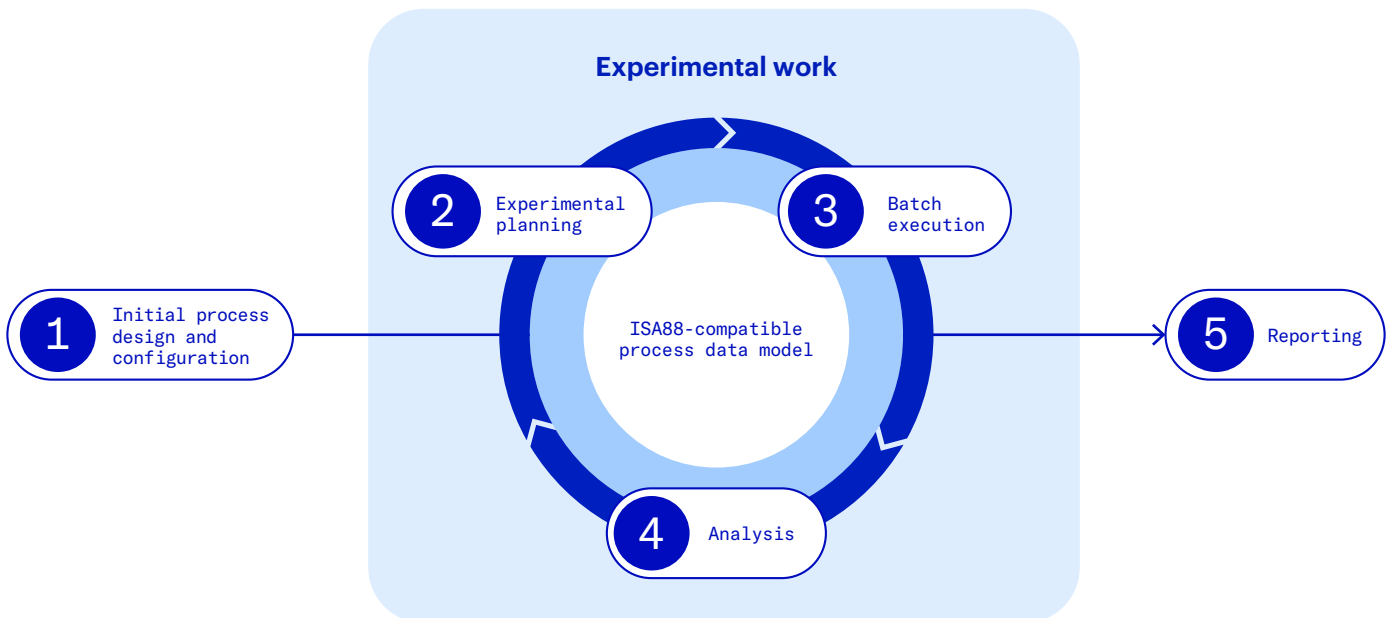 Experimental work
1
Initial process
design and
configuration
2
Experimental
planning
3
Batch
execution
ISA88-compatible
process data model
4
Analysis
5
Reporting